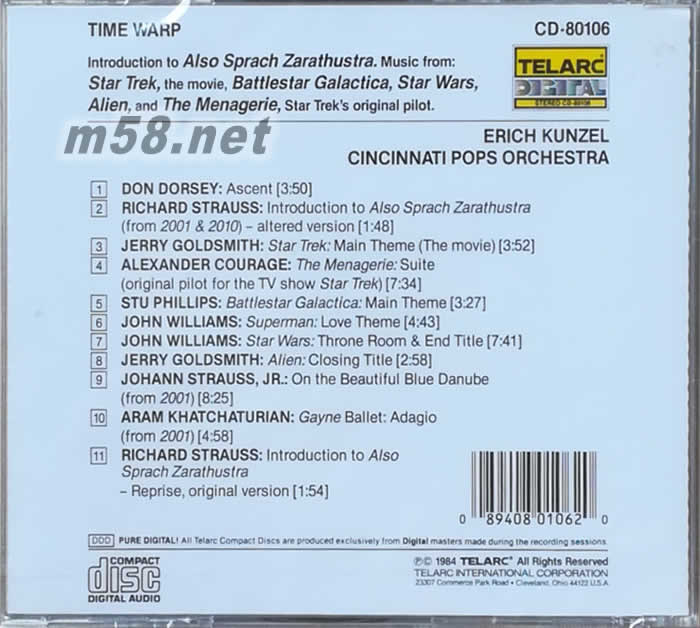 TIME WARP
CD-80106
Introduction to Also Sprach Zarathustra. Music from:
Star Trek, the movie, Battlestar Galactica, Star Wars,
Alien, and The Menagerie, Star Trek's original pilot.
TELARC
DIGITAL
STEREO CD-80106
m58.net
ERICH KUNZEL
CINCINNATI POPS ORCHESTRA
1 DON DORSEY: Ascent [3:50]
2 RICHARD STRAUSS: Introduction to Also Sprach Zarathustra
(from 2001 & 2010) – altered version [1:48]
3 JERRY GOLDSMITH: Star Trek: Main Theme (The movie) [3:52]
4 ALEXANDER COURAGE: The Menagerie: Suite
(original pilot for the TV show Star Trek) [7:34]
5 STU PHILLIPS: Battlestar Galactica: Main Theme [3:27]
6 JOHN WILLIAMS: Superman: Love Theme [4:43]
7 JOHN WILLIAMS: Star Wars: Throne Room & End Title [7:41]
8 JERRY GOLDSMITH: Alien: Closing Title [2:58]
9 JOHANN STRAUSS, JR.: On the Beautiful Blue Danube
(from 2001) [8:25]
10 ARAM KHATCHATURIAN: Gayne Ballet: Adagio
(from 2001) [4:58]
11 RICHARD STRAUSS: Introduction to Also
Sprach Zarathustra
– Reprise, original version [1:54]
0 89408 01062 0
DDD PURE DIGITAL! All Telarc Compact Discs are produced exclusively from Digital masters made during the recording sessions.
COMPACT
disc
DIGITAL AUDIO
℗© 1984 TELARC® All Rights Reserved
TELARC INTERNATIONAL CORPORATION
23307 Commerce Park Road • Cleveland, Ohio 44122 U.S.A.